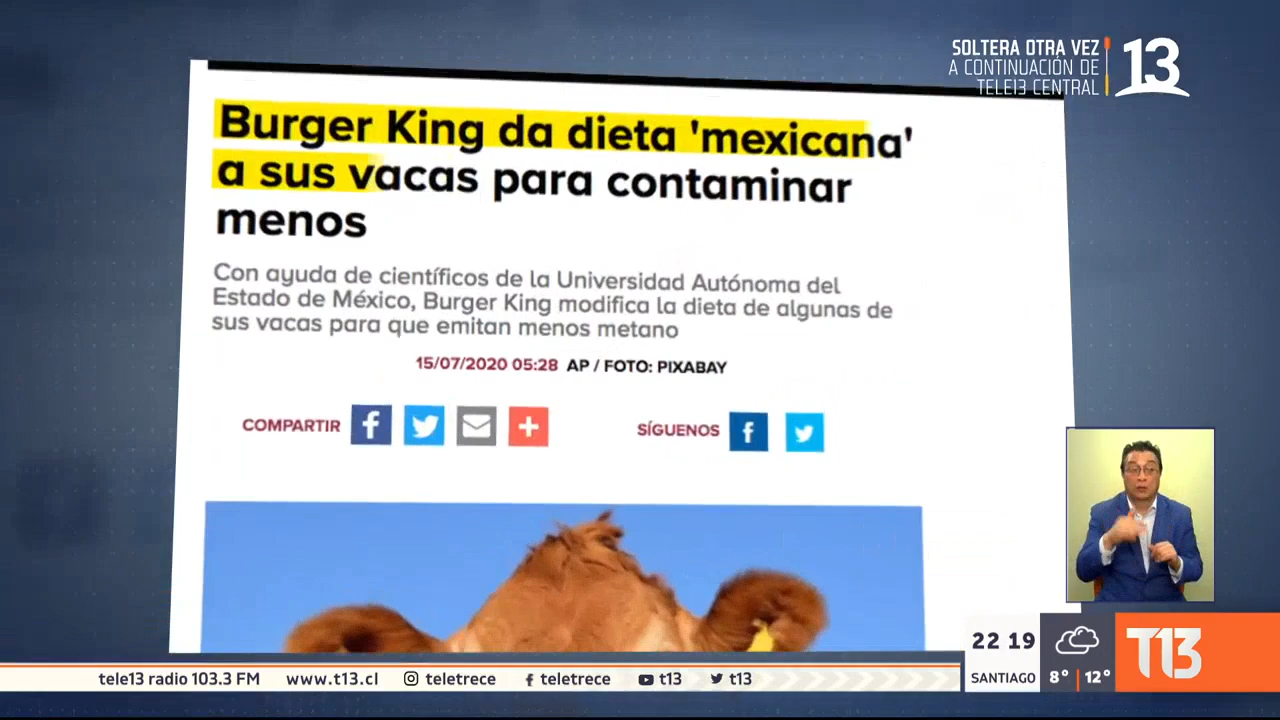 SOLTERA OTRA VEZ
A CONTINUACIÓN DE
TELE13 CENTRAL
13
Burger King da dieta 'mexicana'
a sus vacas para contaminar
menos
Con ayuda de científicos de la Universidad Autónoma del
Estado de México, Burger King modifica la dieta de algunas de
sus vacas para que emitan menos metano
15/07/2020 05:28 AP / FOTO: PIXABAY
COMPARTIR
SÍGUENOS
22 19
SANTIAGO 8° 12°
T13
tele13 radio 103.3 FM www.t13.cl teletrece teletrece t13 t13